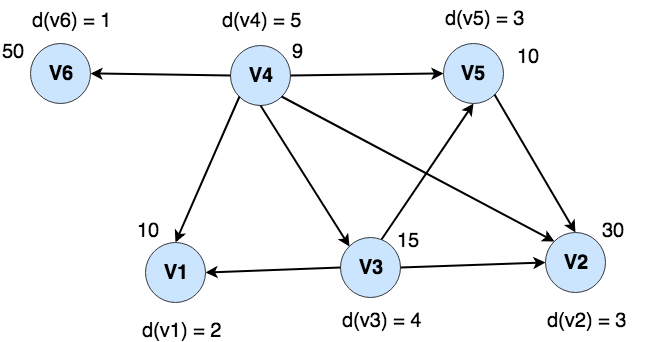 d(v6) = 1
d(v4) = 5
d(v5) = 3
50
V6
V4
9
V5
10
10
V1
V3
15
V2
30
d(v1) = 2
d(v3) = 4
d(v2) = 3